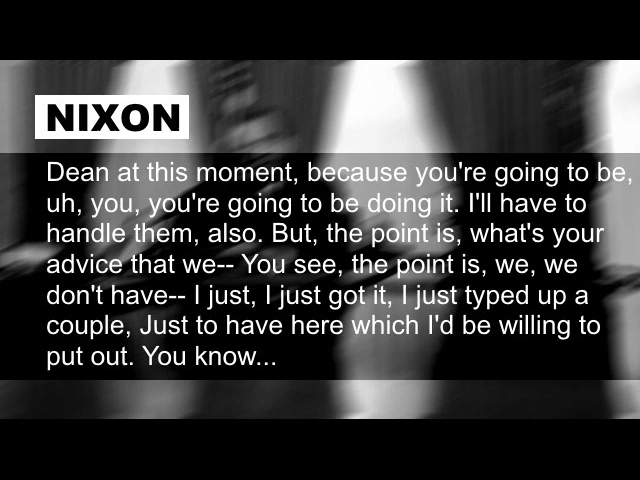 NIXON
Dean at this moment, because you're going to be,
uh, you, you're going to be doing it. I'll have to
handle them, also. But, the point is, what's your
advice that we-- You see, the point is, we, we
don't have-- I just, I just got it, I just typed up a
couple, Just to have here which I'd be willing to
put out. You know...